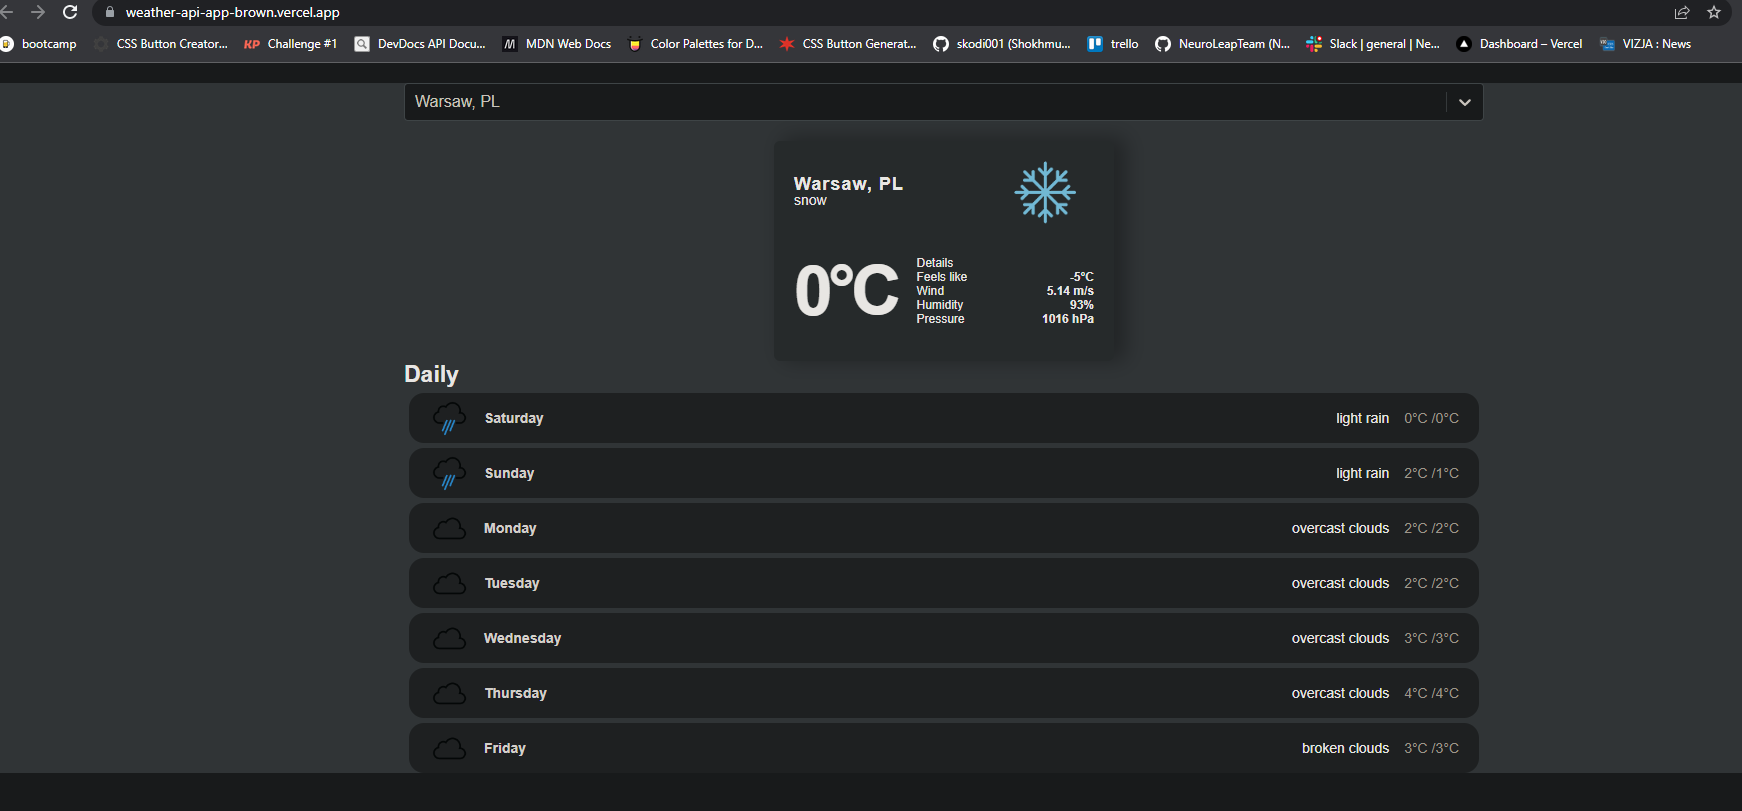 weather-api-app-brown.vercel.app
bootcamp CSS Button Creator... KP Challenge #1 DevDocs API Docu... M MDN Web Docs Color Palettes for D... CSS Button Generat... skodi001 (Shokhmu... trello NeuroLeapTeam (N... Slack | general | Ne... Dashboard – Vercel VIZJA : News
Warsaw, PL
Warsaw, PL
snow
0°C
Details
Feels like -5°C
Wind 5.14 m/s
Humidity 93%
Pressure 1016 hPa
Daily
Saturday light rain 0°C /0°C
Sunday light rain 2°C /1°C
Monday overcast clouds 2°C /2°C
Tuesday overcast clouds 2°C /2°C
Wednesday overcast clouds 3°C /3°C
Thursday overcast clouds 4°C /4°C
Friday broken clouds 3°C /3°C